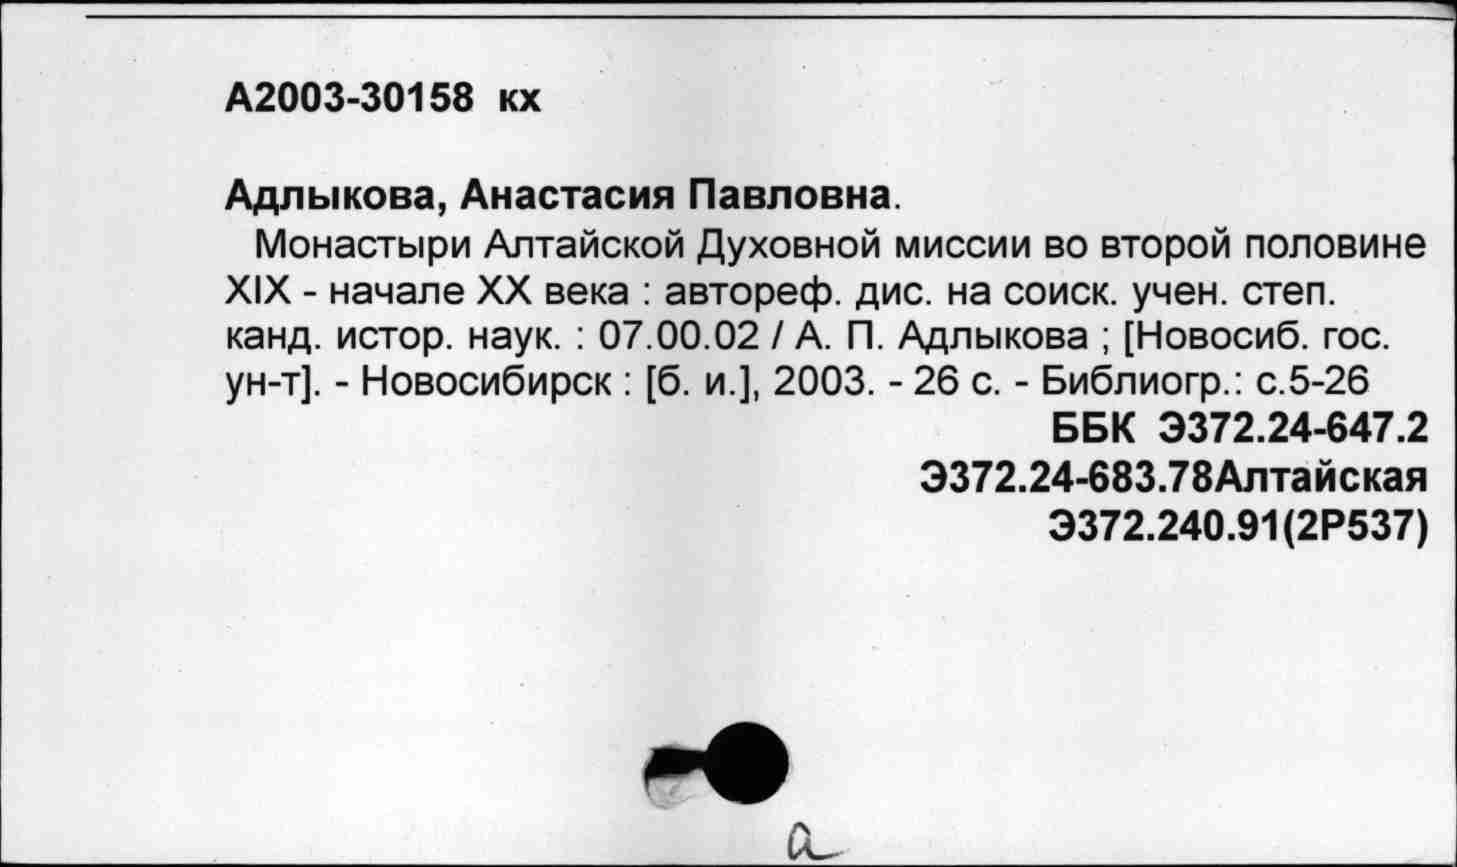 А2003-30158 кх
Адлыкова, Анастасия Павловна.
Монастыри Алтайской Духовной миссии во второй половине
XIX - начале XX века : автореф. дис. на соиск. учен. степ.
канд. истор. наук. : 07.00.02 / А. П. Адлыкова ; [Новосиб. гос.
ун-т]. - Новосибирск : [б. и.], 2003. - 26 с. - Библиогр.: с.5-26
ББК Э372.24-647.2
Э372.24-683.78Алтайская
Э372.240.91(2Р537)
а